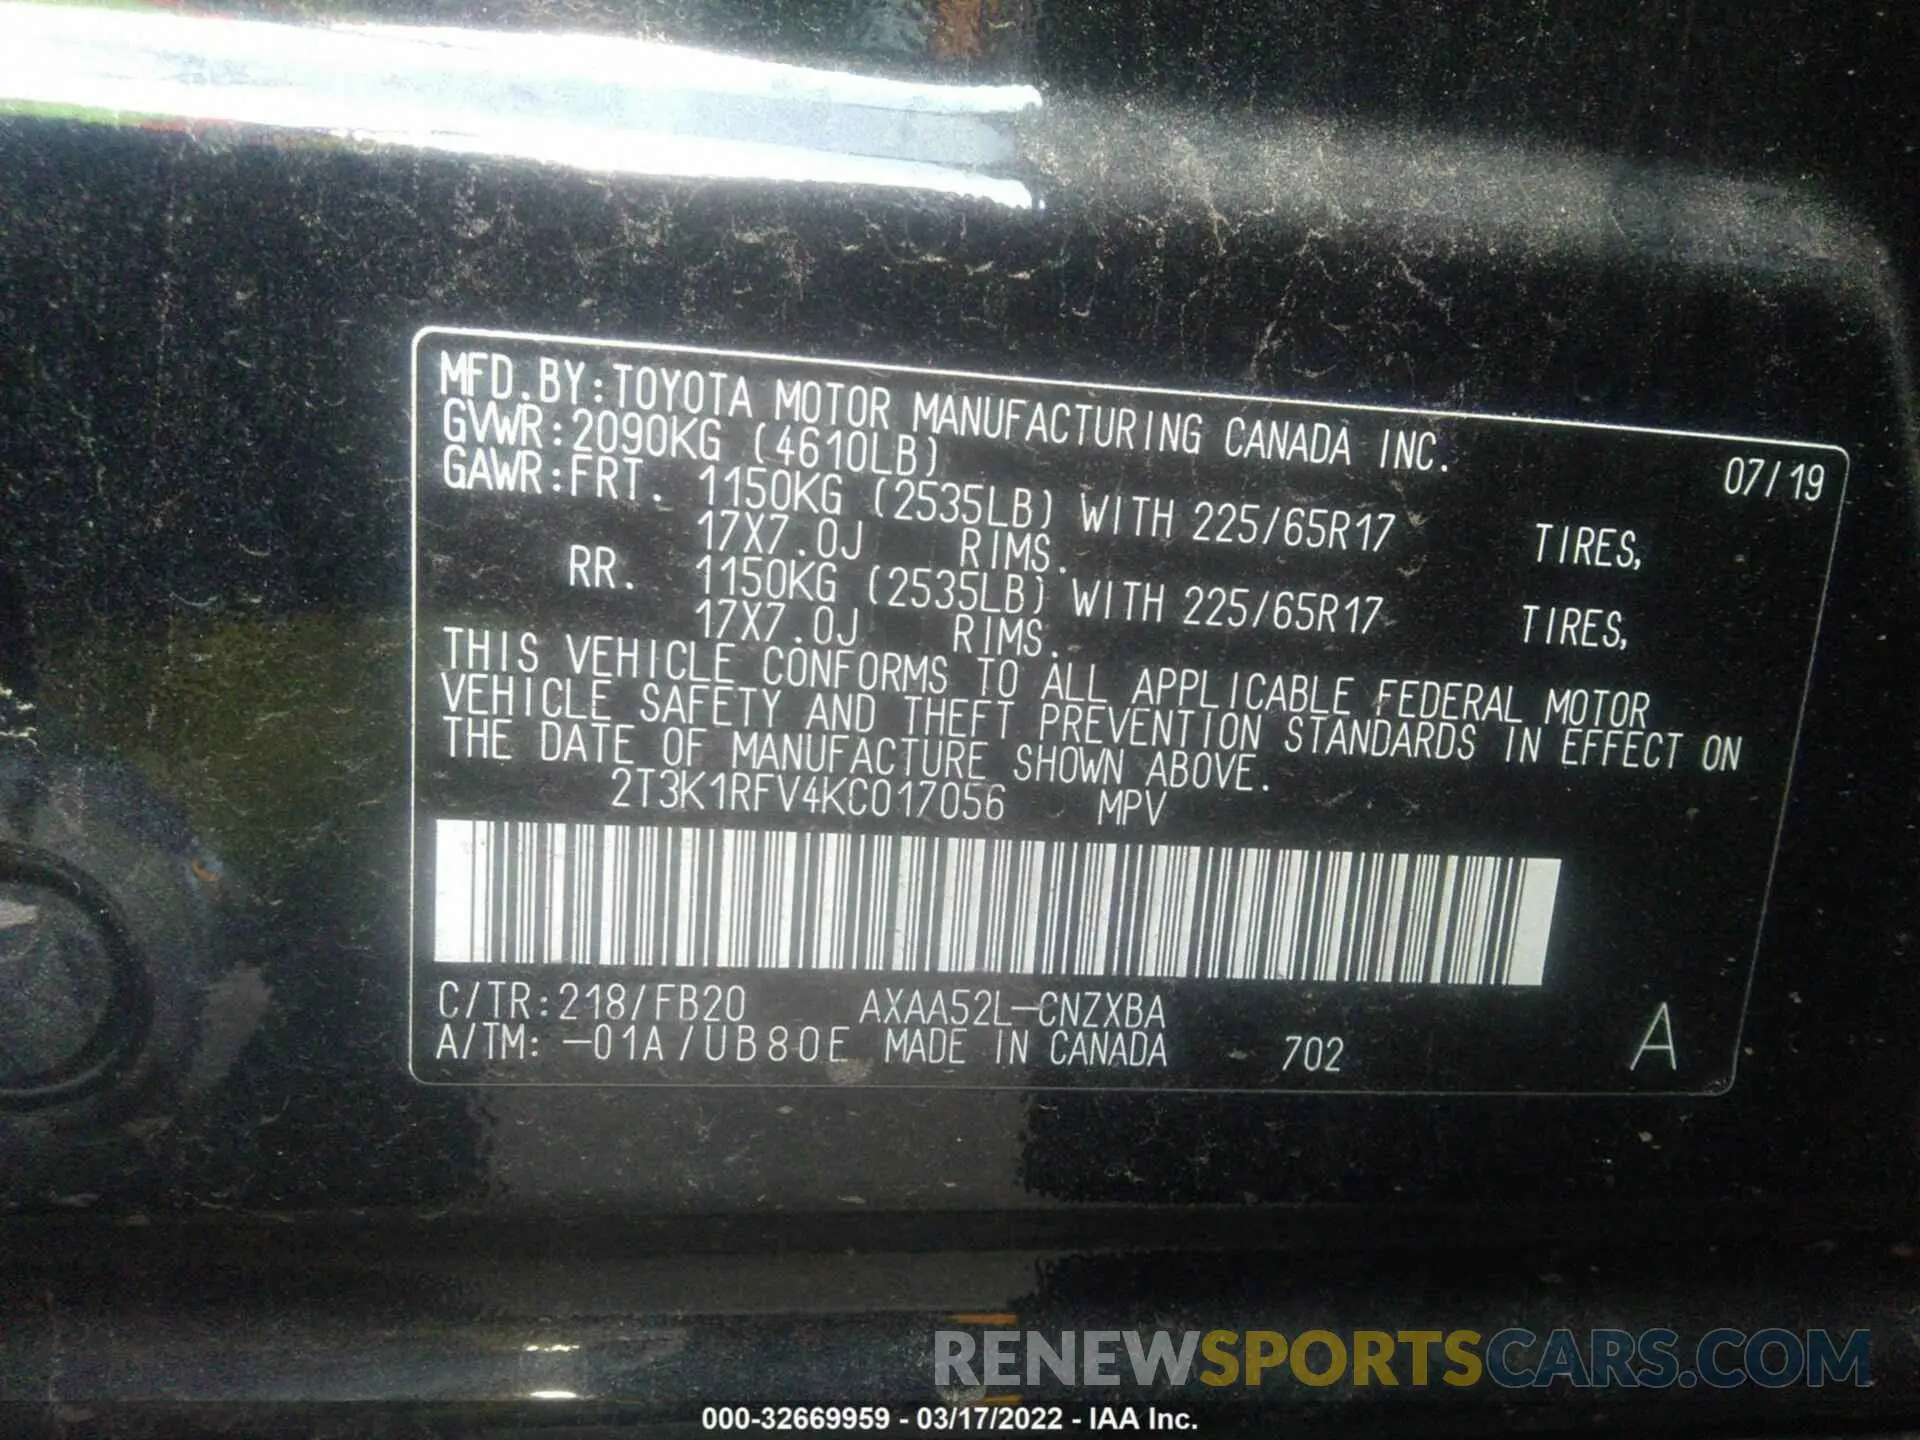 MFD.BY:TOYOTA MOTOR MANUFACTURING CANADA INC.
GVWR:2090KG (4610LB) 07/19
GAWR:FRT. 1150KG (2535LB) WITH 225/65R17 TIRES,
17X7.0J RIMS.
RR. 1150KG (2535LB) WITH 225/65R17 TIRES,
17X7.0J RIMS.
THIS VEHICLE CONFORMS TO ALL APPLICABLE FEDERAL MOTOR
VEHICLE SAFETY AND THEFT PREVENTION STANDARDS IN EFFECT ON
THE DATE OF MANUFACTURE SHOWN ABOVE.
2T3K1RFV4KC017056 MPV
C/TR:218/FB20 AXAA52L-CNZXBA
A/TM: -01A/UB80E MADE IN CANADA 702 A
RENEWSPORTSCARS.COM
000-32669959 - 03/17/2022 - IAA Inc.